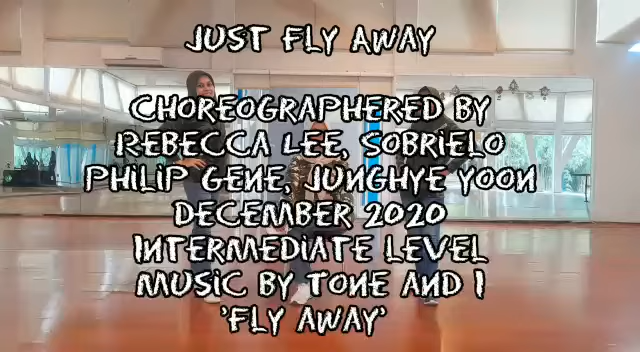 JUST FLY AWAY
CHOREOGRAPHERED BY
REBECCA LEE, SOBRIELO
PHILIP GENE, JUNGHYE YOON
DECEMBER 2020
INTERMEDIATE LEVEL
MUSIC BY TONE AND I
'FLY AWAY'